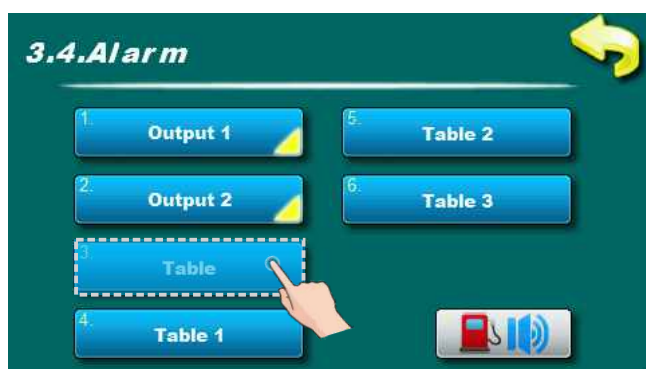 3.4.Alarm
1. Output 1
2. Output 2
3. Table
4. Table 1
5. Table 2
6. Table 3